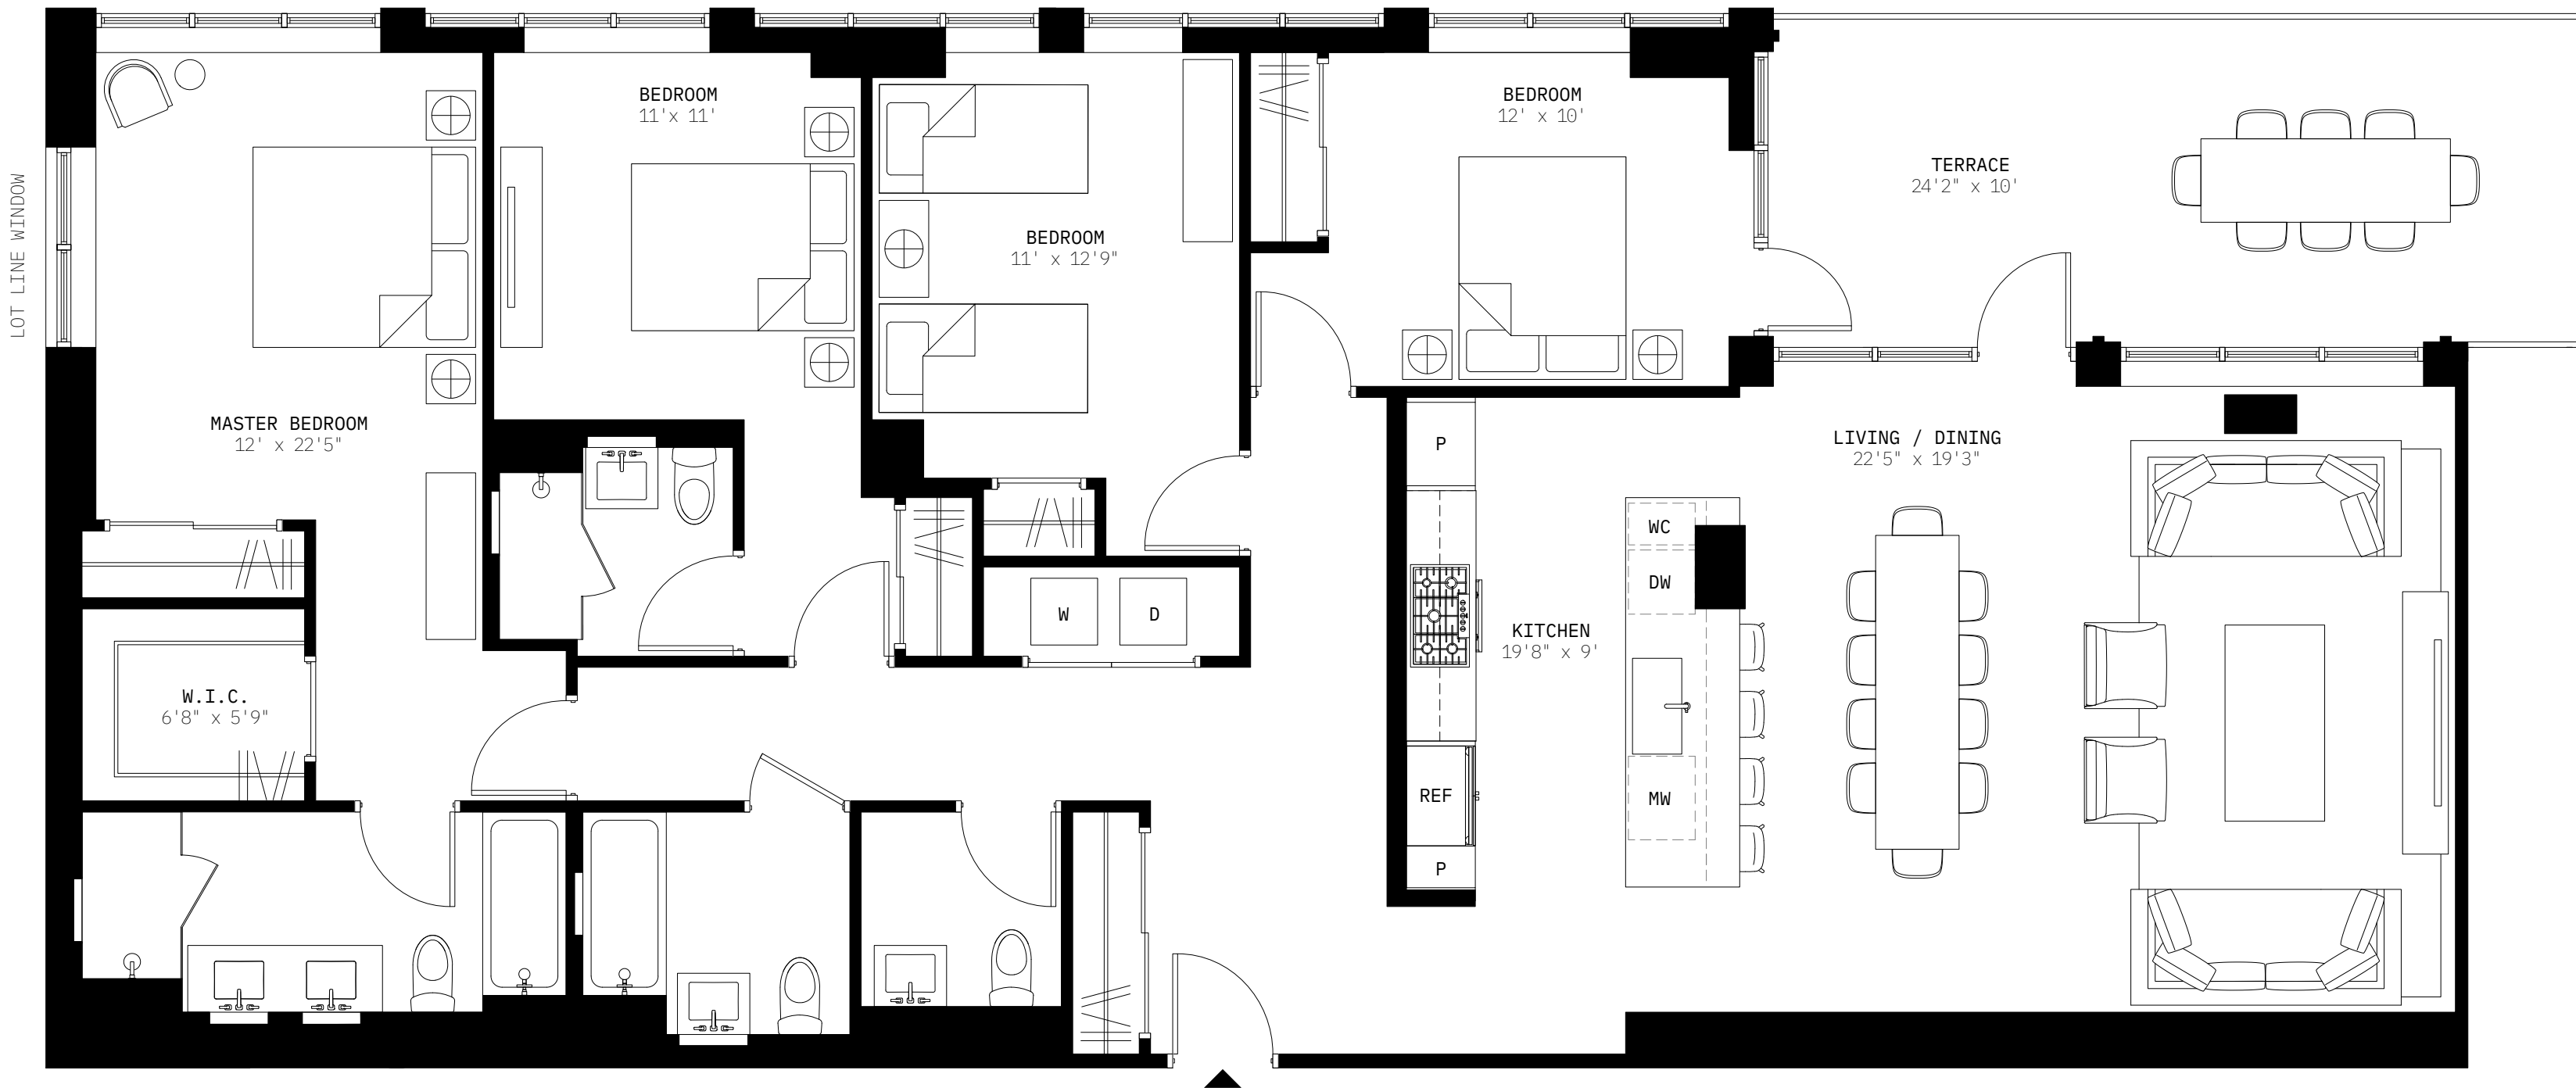 LOT LINE WINDOW
BEDROOM
11'x 11'
BEDROOM
12' x 10'
TERRACE
24'2" x 10'
BEDROOM
11' x 12'9"
MASTER BEDROOM
12' x 22'5"
P
LIVING / DINING
22'5" x 19'3"
WC
DW
W
D
KITCHEN
19'8" x 9'
W.I.C.
6'8" x 5'9"
REF
MW
P